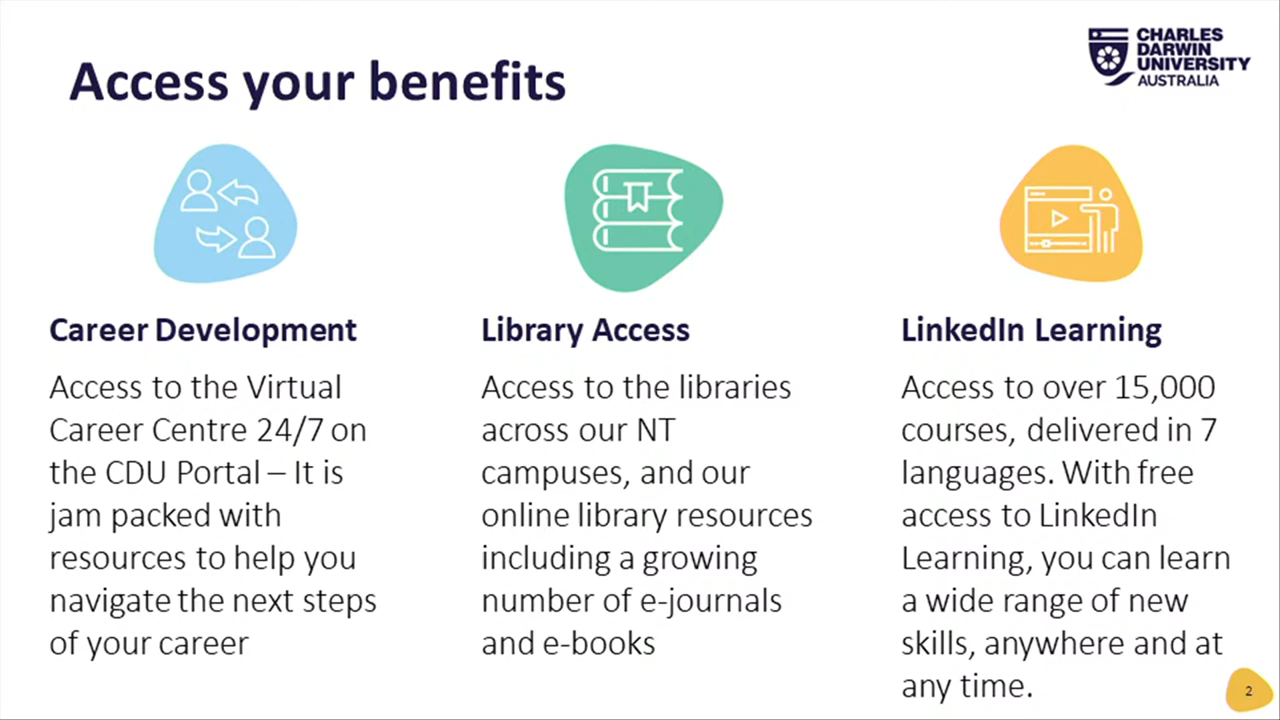 Access your benefits
CHARLES
DARWIN
UNIVERSITY
AUSTRALIA
Career Development
Access to the Virtual
Career Centre 24/7 on
the CDU Portal – It is
jam packed with
resources to help you
navigate the next steps
of your career
Library Access
Access to the libraries
across our NT
campuses, and our
online library resources
including a growing
number of e-journals
and e-books
LinkedIn Learning
Access to over 15,000
courses, delivered in 7
languages. With free
access to LinkedIn
Learning, you can learn
a wide range of new
skills, anywhere and at
any time.
2